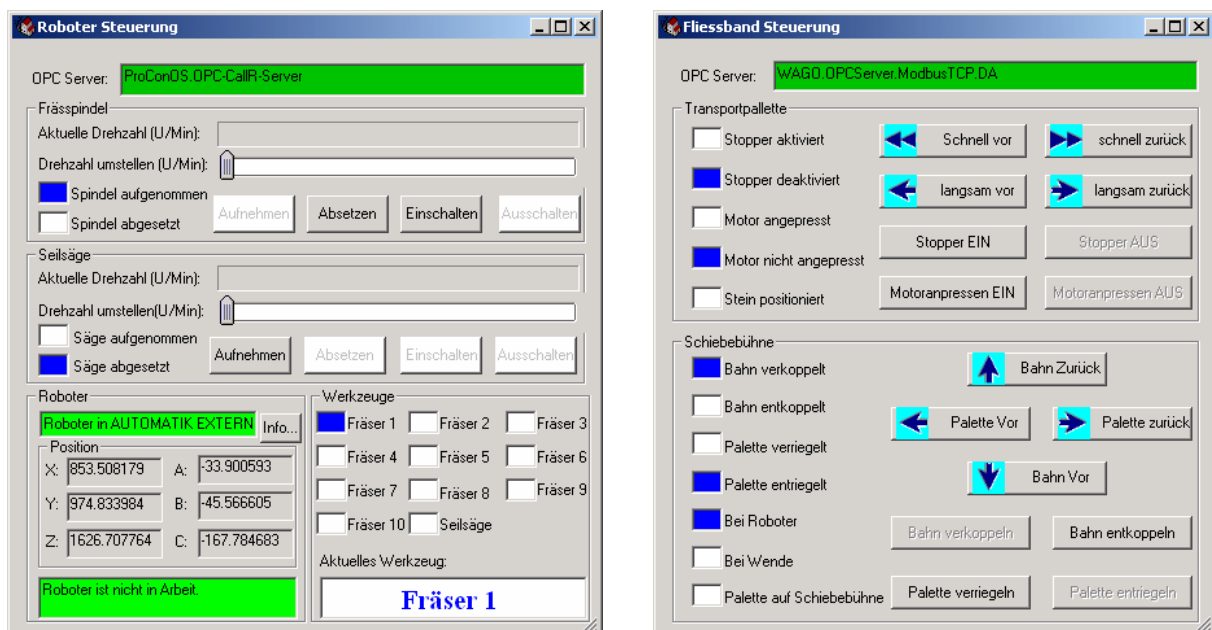 Roboter Steuerung
OPC Server: ProConOS.OPC-CallR-Server
Frässpindel
Aktuelle Drehzahl (U/Min):
Drehzahl umstellen (U/Min):
Spindel aufgenommen
Spindel abgesetzt
Aufnehmen Absetzen Einschalten Ausschalten
Seilsäge
Aktuelle Drehzahl (U/Min):
Drehzahl umstellen(U/Min):
Säge aufgenommen
Säge abgesetzt
Aufnehmen Absetzen Einschalten Ausschalten
Roboter
Roboter in AUTOMATIK EXTERN Info...
Position
X: 853.508179 A: -33.900593
Y: 974.833984 B: -45.566605
Z: 1626.707764 C: -167.784683
Roboter ist nicht in Arbeit.
Werkzeuge
Fräser 1 Fräser 2 Fräser 3
Fräser 4 Fräser 5 Fräser 6
Fräser 7 Fräser 8 Fräser 9
Fräser 10 Seilsäge
Aktuelles Werkzeug:
Fräser 1
Fliessband Steuerung
OPC Server: WAGO.OPCServer.ModbusTCP.DA
Transportpallette
Stopper aktiviert
Stopper deaktiviert
Motor angepresst
Motor nicht angepresst
Stein positioniert
Schnell vor schnell zurück
langsam vor langsam zurück
Stopper EIN Stopper AUS
Motoranpressen EIN Motoranpressen AUS
Schiebebühne
Bahn verkoppelt
Bahn entkoppelt
Palette verriegelt
Palette entriegelt
Bei Roboter
Bei Wende
Palette auf Schiebebühne
Bahn Zurück
Palette Vor Palette zurück
Bahn Vor
Bahn verkoppeln Bahn entkoppeln
Palette verriegeln Palette entriegeln